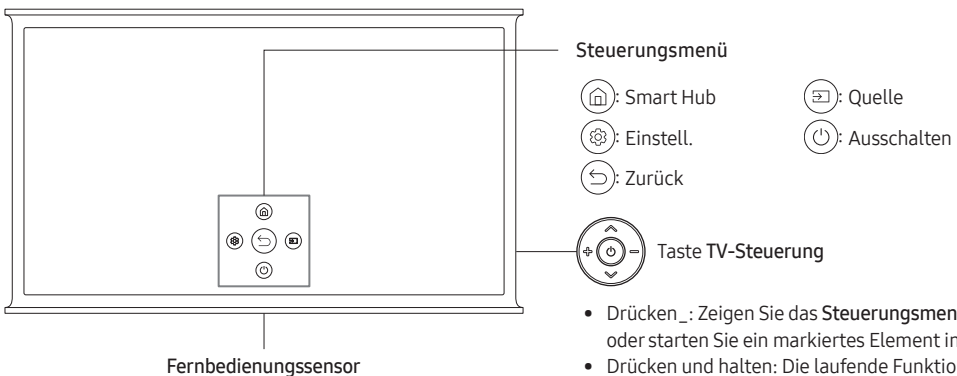 Steuerungsmenü
: Smart Hub
: Quelle
: Einstell.
: Ausschalten
: Zurück
Taste TV-Steuerung
• Drücken_: Zeigen Sie das Steuerungsmen
oder starten Sie ein markiertes Element in
• Drücken und halten: Die laufende Funktio
Fernbedienungssensor